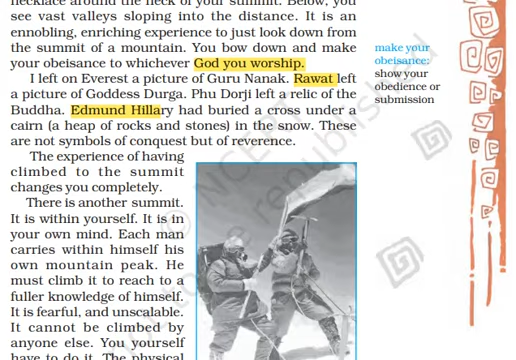 necklace around the neck of your summit. Below, you
see vast valleys sloping into the distance. It is an
ennobling, enriching experience to just look down from
the summit of a mountain. You bow down and make
your obeisance to whichever God you worship.
I left on Everest a picture of Guru Nanak. Rawat left
a picture of Goddess Durga. Phu Dorji left a relic of the
Buddha. Edmund Hillary had buried a cross under a
cairn (a heap of rocks and stones) in the snow. These
are not symbols of conquest but of reverence.
The experience of having
climbed to the summit
changes you completely.
There is another summit.
It is within yourself. It is in
your own mind. Each man
carries within himself his
own mountain peak. He
must climb it to reach to a
fuller knowledge of himself.
It is fearful, and unscalable.
It cannot be climbed by
anyone else. You yourself
have to do it. The physical
make your
obeisance:
show your
obedience or
submission
© NCERT
not to be republished